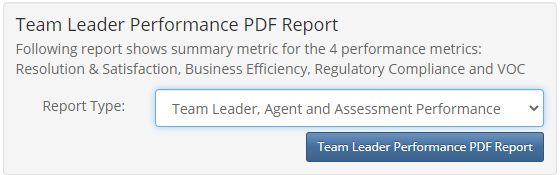 Team Leader Performance PDF Report
Following report shows summary metric for the 4 performance metrics:
Resolution & Satisfaction, Business Efficiency, Regulatory Compliance and VOC
Report Type:
Team Leader, Agent and Assessment Performance
Team Leader Performance PDF Report